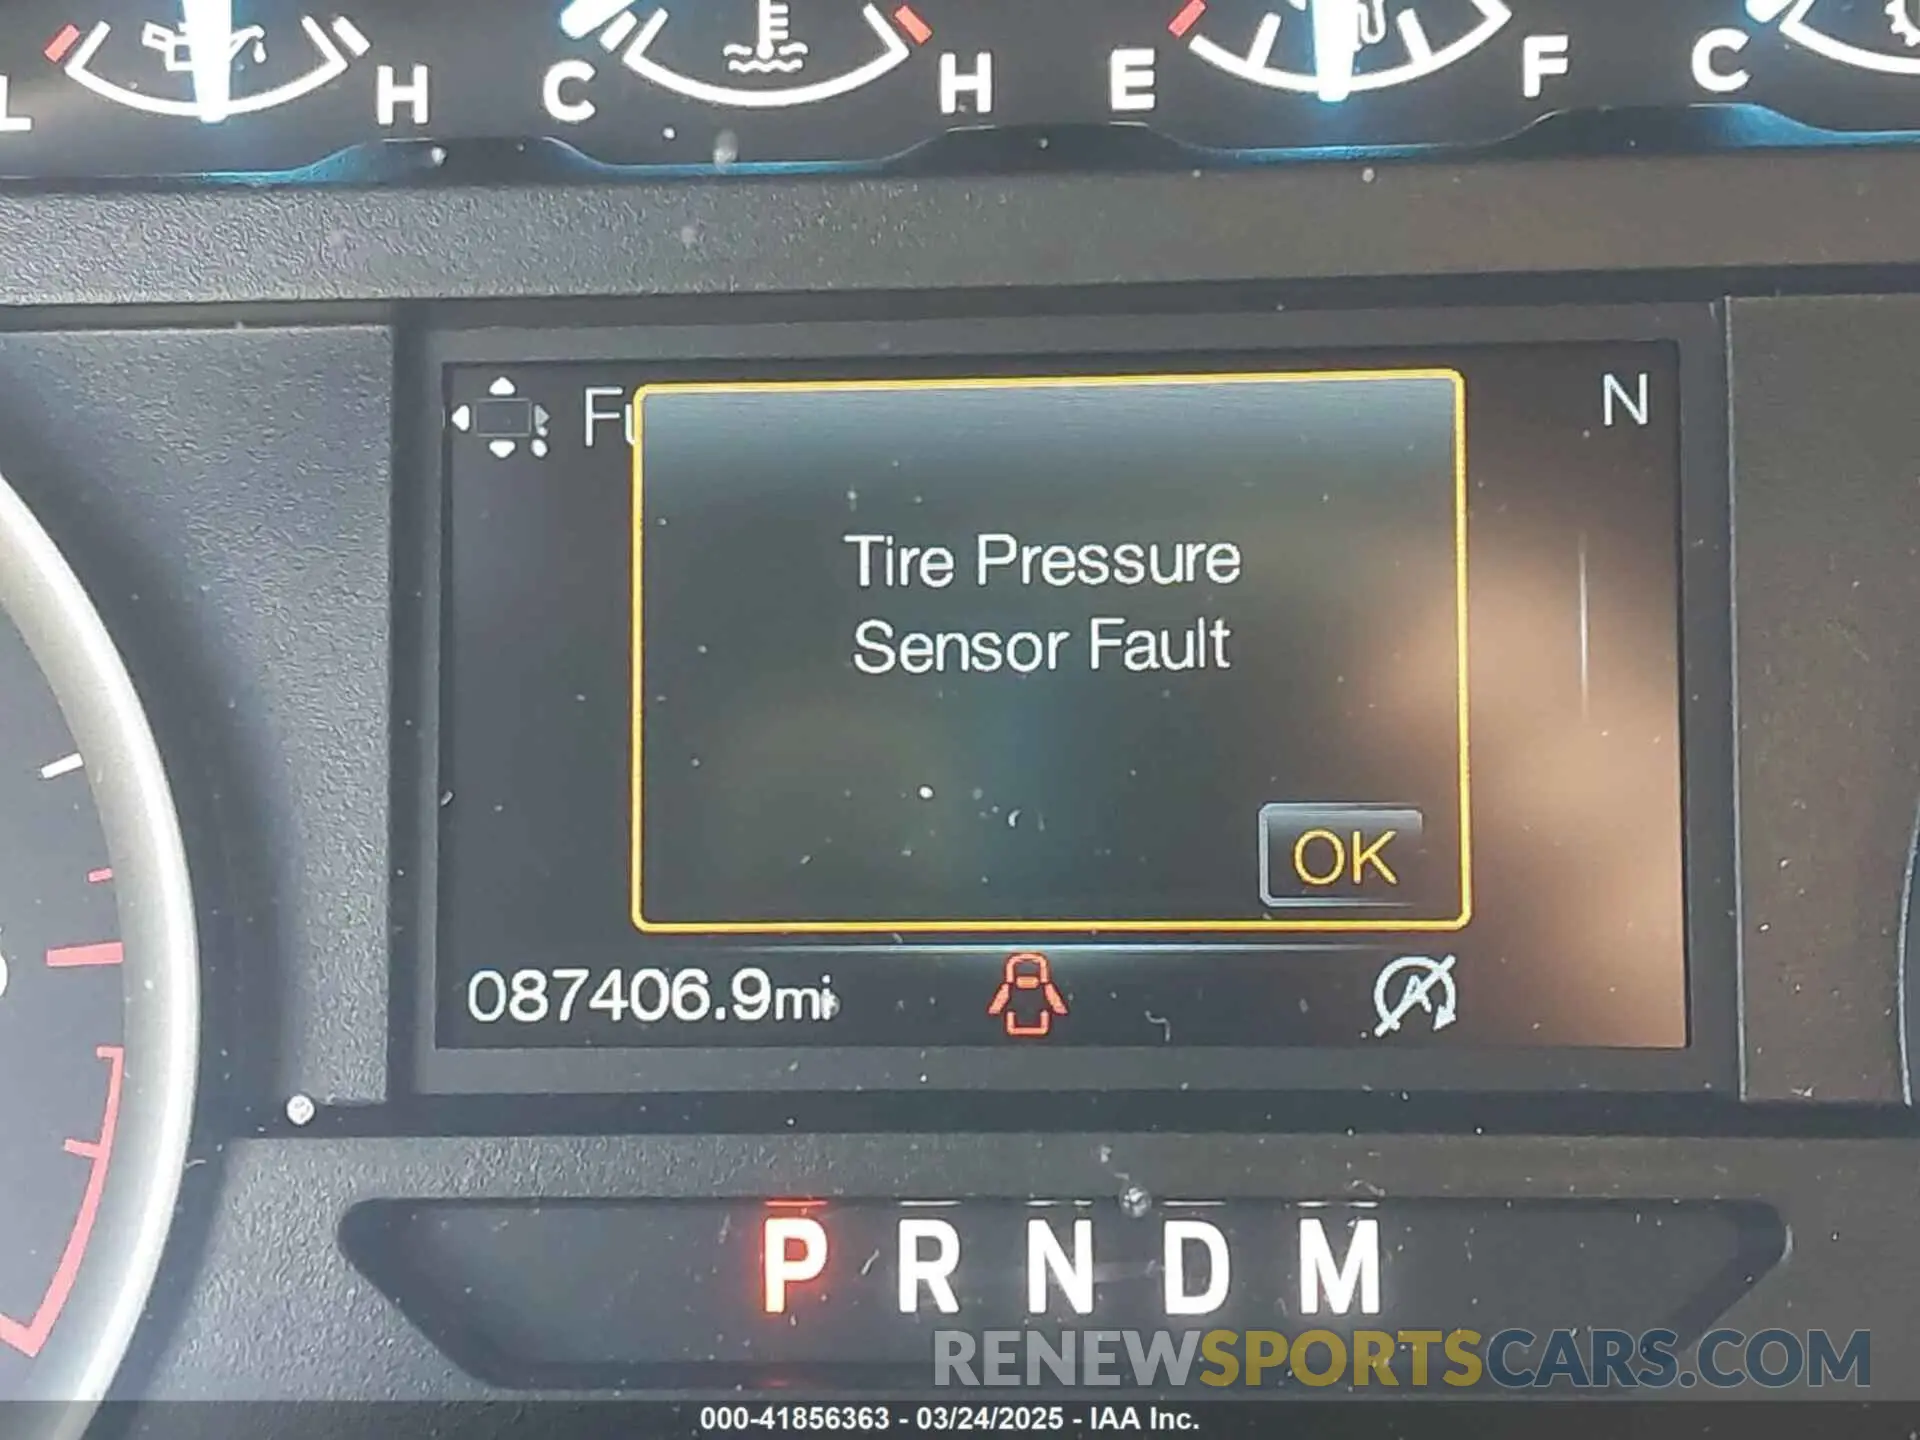 L H C H E F C
N
Tire Pressure
Sensor Fault
OK
087406.9mi
A
P R N D M
RENEWSPORTSCARS.COM
000-41856363 - 03/24/2025 - IAA Inc.